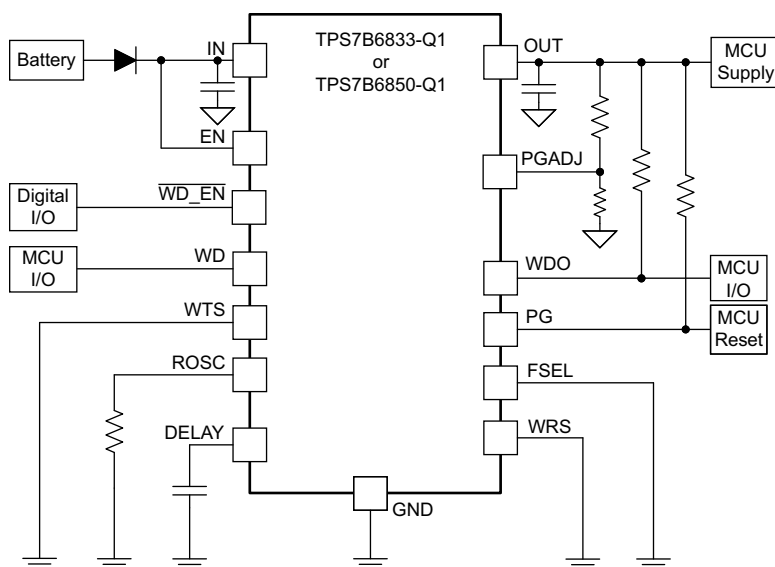 TPS7B6833-Q1
or
TPS7B6850-Q1
Battery
IN
EN
Digital
I/O
WD_EN
MCU
I/O
WD
WTS
ROSC
DELAY
GND
OUT
MCU
Supply
PGADJ
WDO
MCU
I/O
PG
MCU
Reset
FSEL
WRS